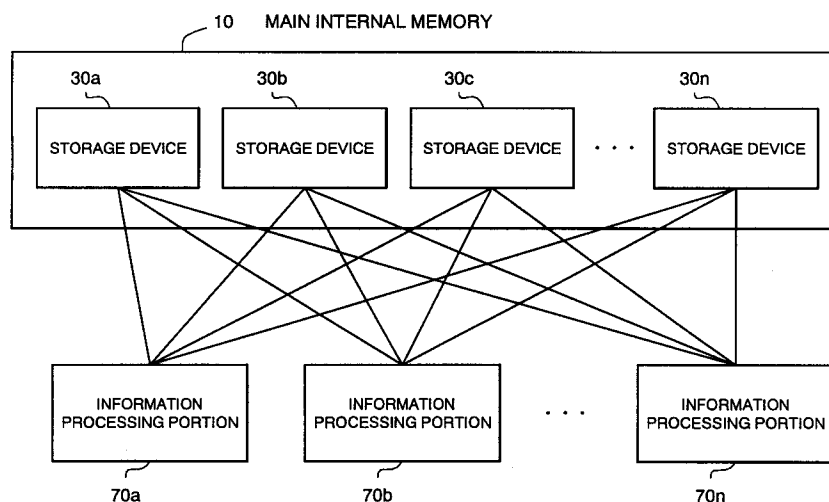 10 MAIN INTERNAL MEMORY
30a 30b 30c 30n
STORAGE DEVICE STORAGE DEVICE STORAGE DEVICE . . . STORAGE DEVICE
INFORMATION PROCESSING PORTION
INFORMATION PROCESSING PORTION
. . .
INFORMATION PROCESSING PORTION
70a 70b 70n